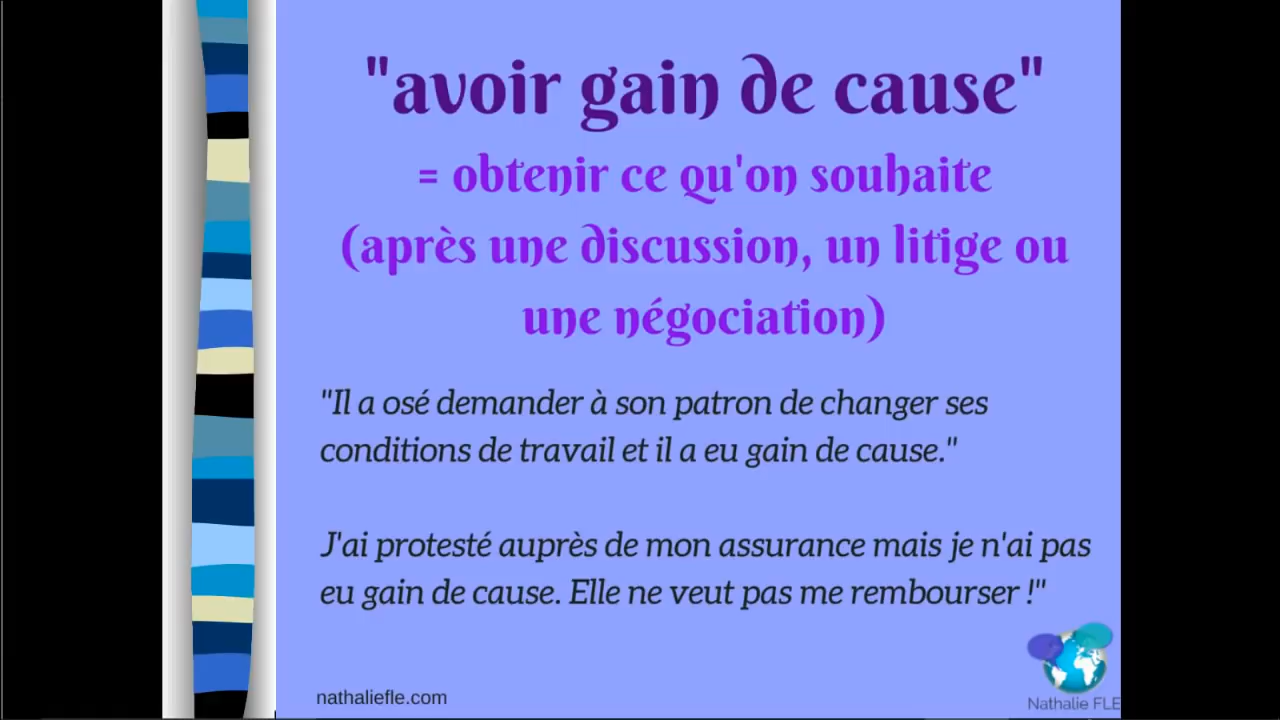 "avoir gain de cause"
= obtenir ce qu'on souhaite
(après une discussion, un litige ou
une négociation)
"Il a osé demander à son patron de changer ses
conditions de travail et il a eu gain de cause."
J'ai protesté auprès de mon assurance mais je n'ai pas
eu gain de cause. Elle ne veut pas me rembourser !"
nathaliefle.com
Nathalie FLE